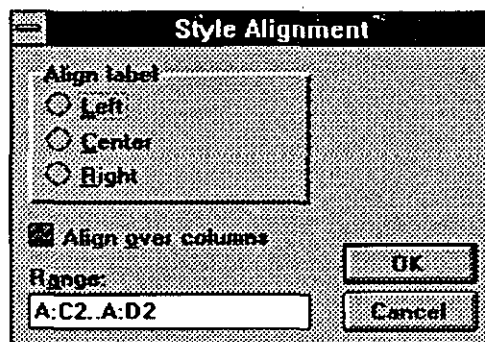 Style Alignment
Align label
Left
Center
Right
Align over columns
Range:
A:C2..A:D2
OK
Cancel